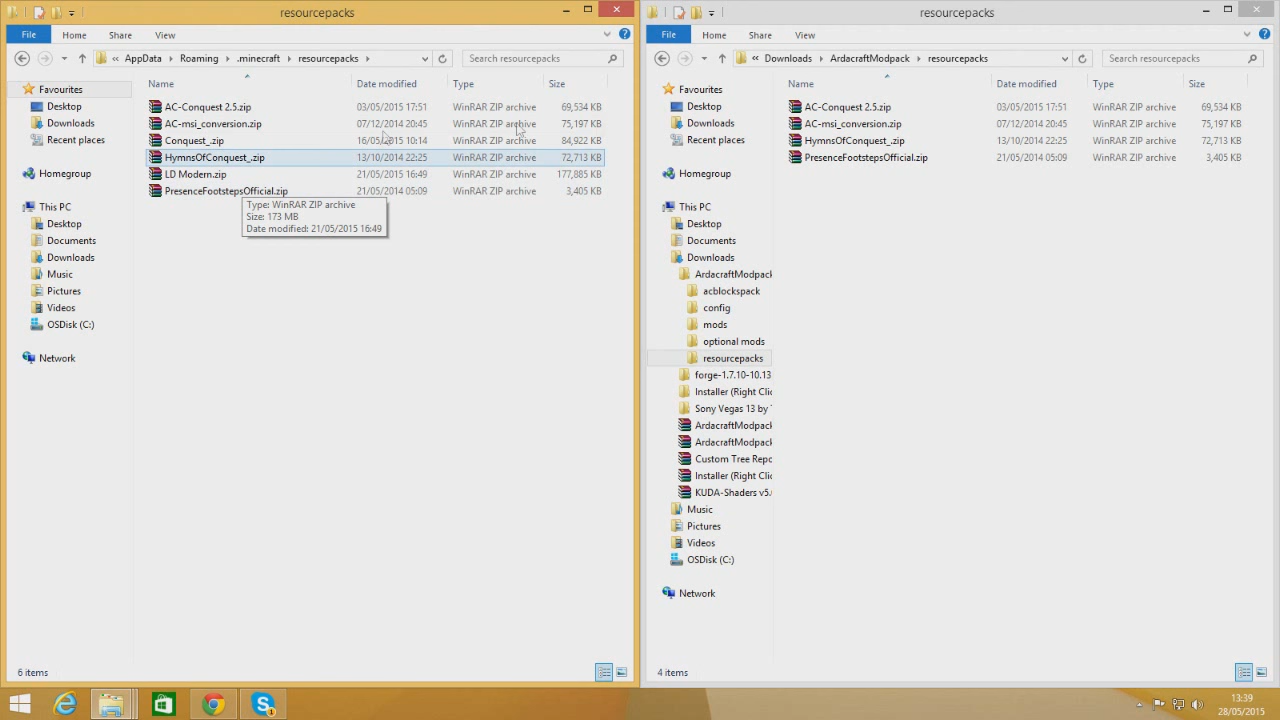 resourcepacks
File Home Share View
AppData Roaming .minecraft resourcepacks
Search resourcepacks
Name Date modified Type Size
AC-Conquest 2.5.zip 03/05/2015 17:51 WinRAR ZIP archive 69,534 KB
AC-msi_conversion.zip 07/12/2014 20:45 WinRAR ZIP archive 75,197 KB
Conquest_.zip 16/05/2015 10:14 WinRAR ZIP archive 84,922 KB
HymnsOfConquest_.zip 13/10/2014 22:25 WinRAR ZIP archive 72,713 KB
LD Modern.zip 21/05/2015 16:49 WinRAR ZIP archive 177,885 KB
PresenceFootstepsOfficial.zip 21/05/2014 05:09 WinRAR ZIP archive 3,405 KB
Type: WinRAR ZIP archive
Size: 173 MB
Date modified: 21/05/2015 16:49
Favourites
Desktop
Downloads
Recent places
Homegroup
This PC
Desktop
Documents
Downloads
Music
Pictures
Videos
OSDisk (C:)
Network
6 items
resourcepacks
File Home Share View
Downloads ArdacraftModpack resourcepacks
Search resourcepacks
Name Date modified Type Size
AC-Conquest 2.5.zip 03/05/2015 17:51 WinRAR ZIP archive 69,534 KB
AC-msi_conversion.zip 07/12/2014 20:45 WinRAR ZIP archive 75,197 KB
HymnsOfConquest_.zip 13/10/2014 22:25 WinRAR ZIP archive 72,713 KB
PresenceFootstepsOfficial.zip 21/05/2014 05:09 WinRAR ZIP archive 3,405 KB
Favourites
Desktop
Downloads
Recent places
Homegroup
This PC
Desktop
Documents
Downloads
ArdacraftModpack
acblockspack
config
mods
optional mods
resourcepacks
forge-1.7.10-10.13
Installer (Right Clic
Sony Vegas 13 by
ArdacraftModpack
ArdacraftModpack
Custom Tree Repo
Installer (Right Clic
KUDA-Shaders v5.0
Music
Pictures
Videos
OSDisk (C:)
Network
4 items
13:39
28/05/2015